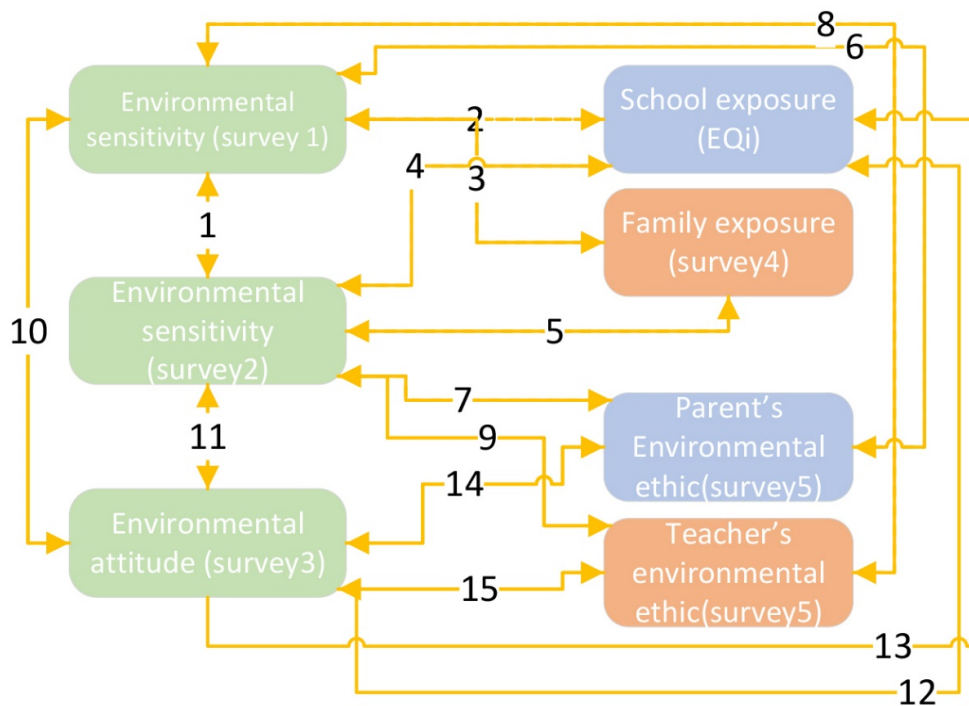 8
6
Environmental
sensitivity (survey 1)
2
School exposure
(EQi)
4
3
Family exposure
(survey4)
1
Environmental
sensitivity
(survey2)
10
5
7
Parent's
Environmental
ethic(survey5)
9
11
14
Environmental
attitude (survey3)
Teacher's
environmental
ethic(survey5)
15
13
12